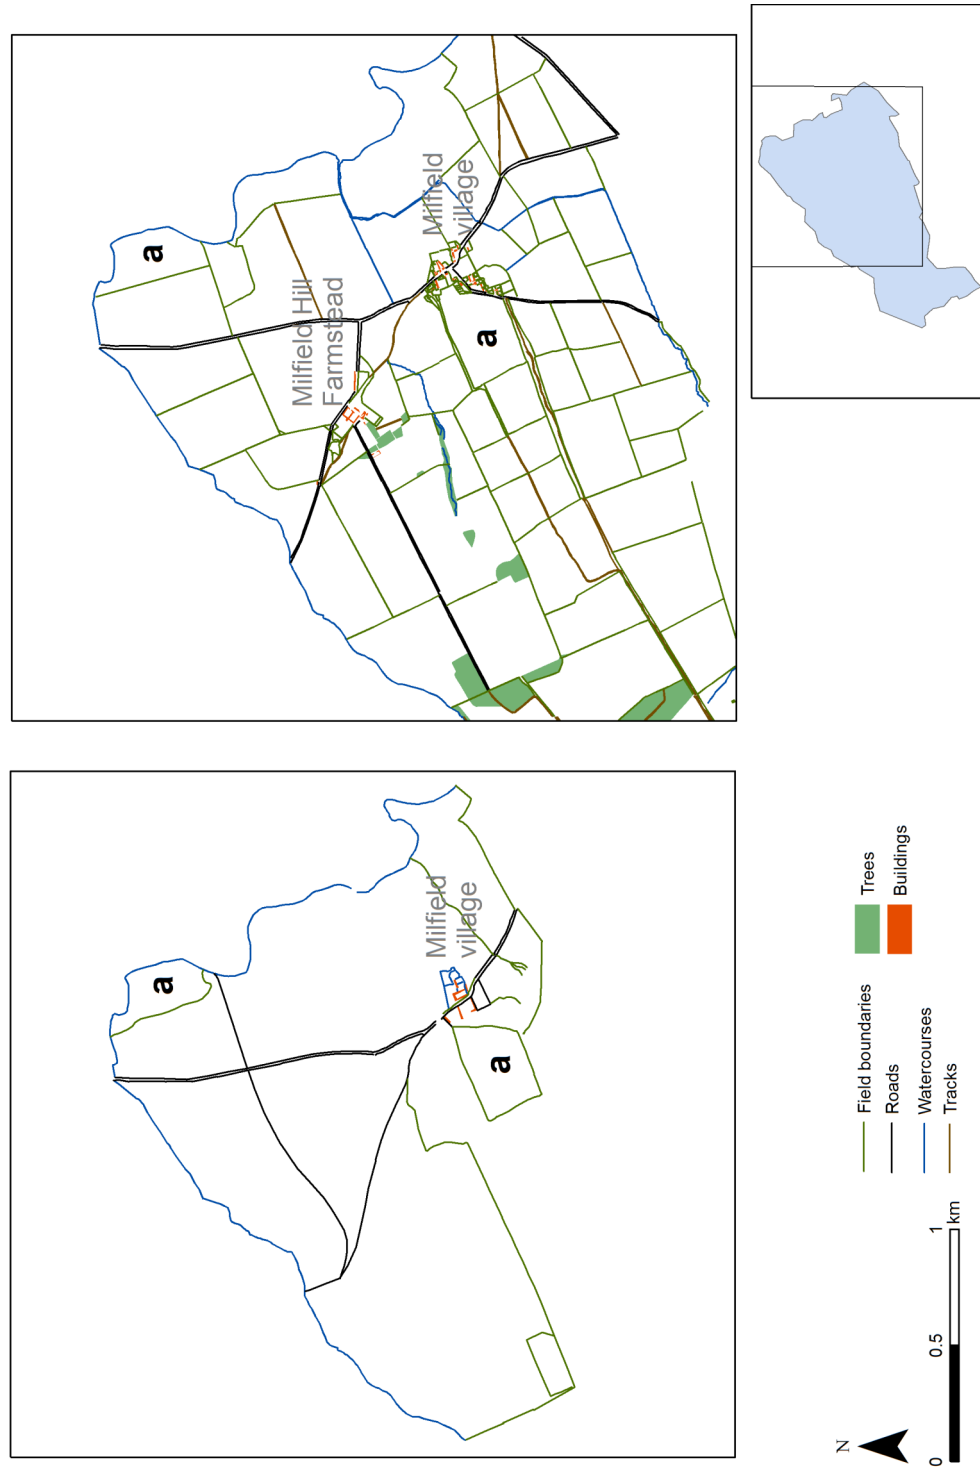 a
Milfield
village
a
a
Milfield Hill
Farmstead
Milfield
village
a
N
0
0.5
1
km
Field boundaries
Roads
Watercourses
Tracks
Trees
Buildings